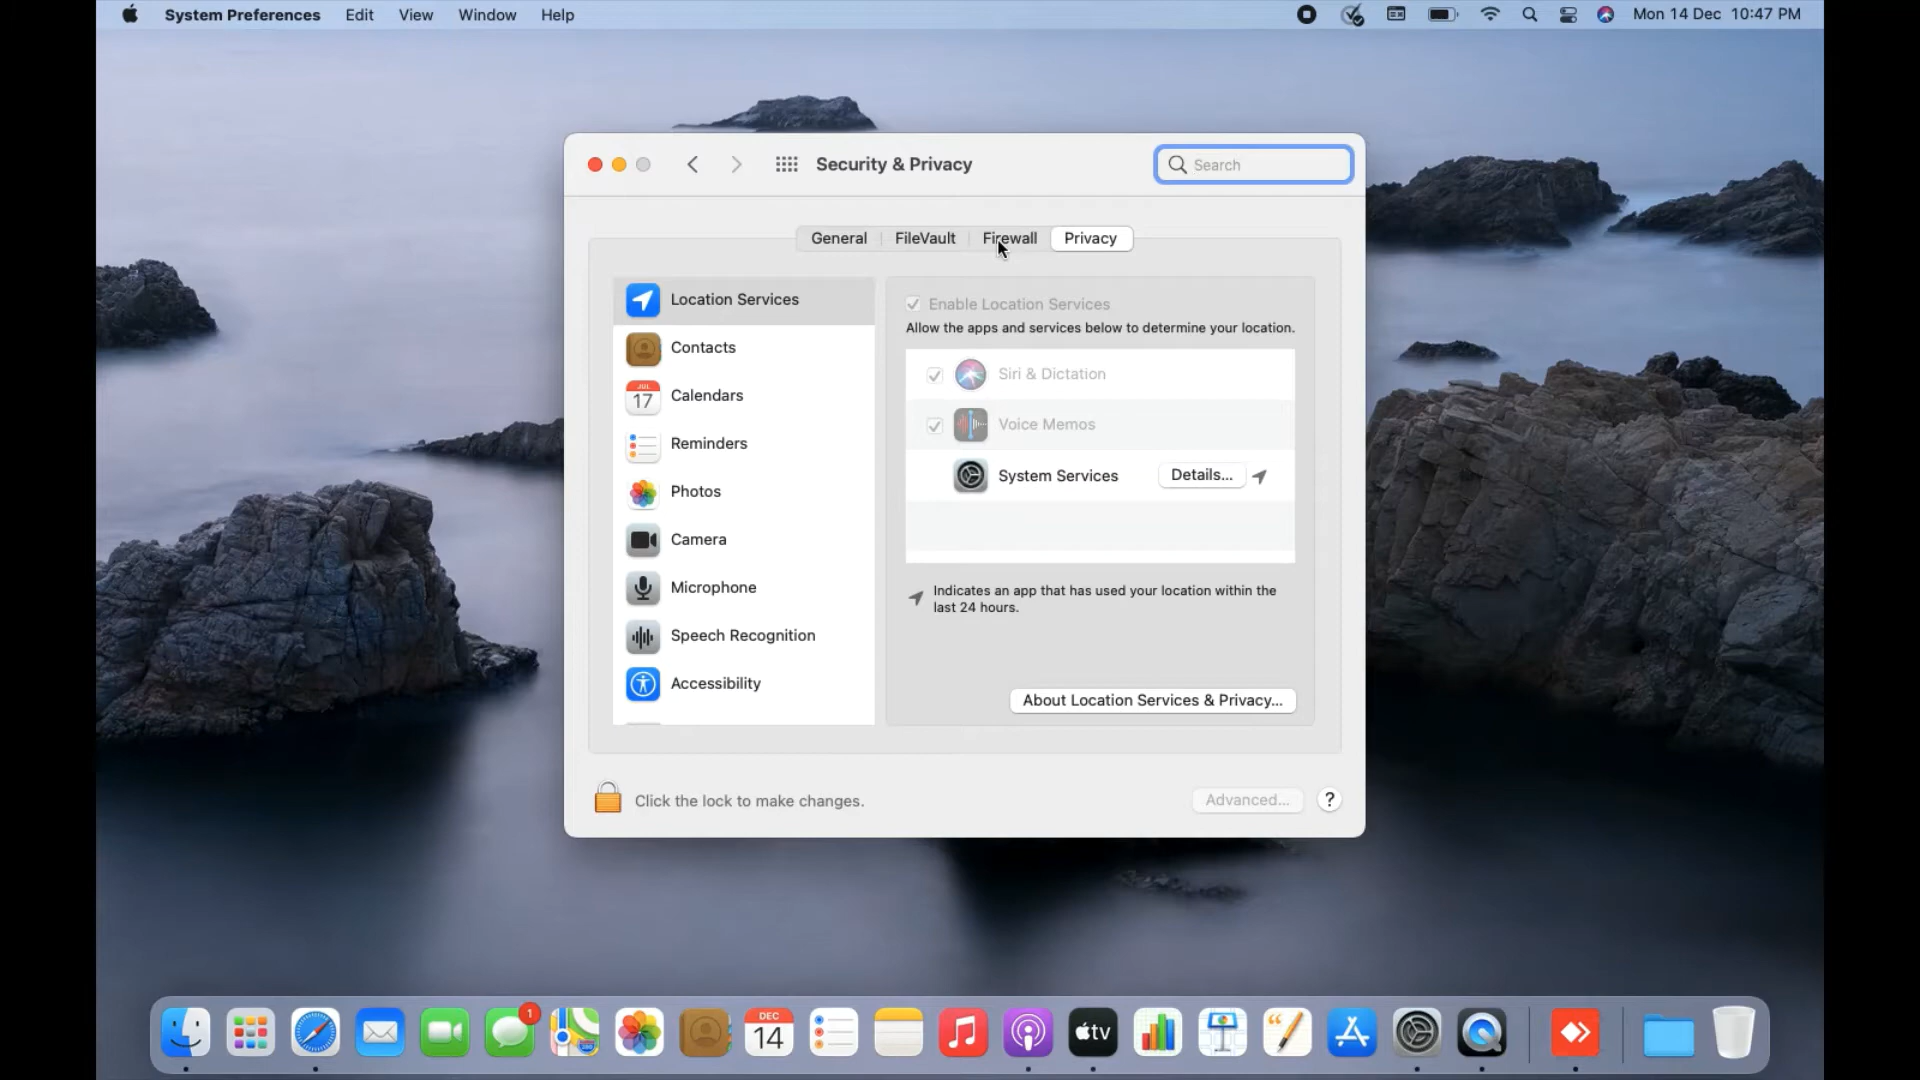 System Preferences Edit View Window Help Mon 14 Dec 10:47 PM
Security & Privacy Search
General FileVault Firewall Privacy
Location Services
Contacts
JUL
17
Calendars
Reminders
Photos
Camera
Microphone
Speech Recognition
Accessibility
Enable Location Services
Allow the apps and services below to determine your location.
Siri & Dictation
Voice Memos
System Services Details...
Indicates an app that has used your location within the
last 24 hours.
About Location Services & Privacy...
Click the lock to make changes. Advanced... ?
1
DEC
14
tv